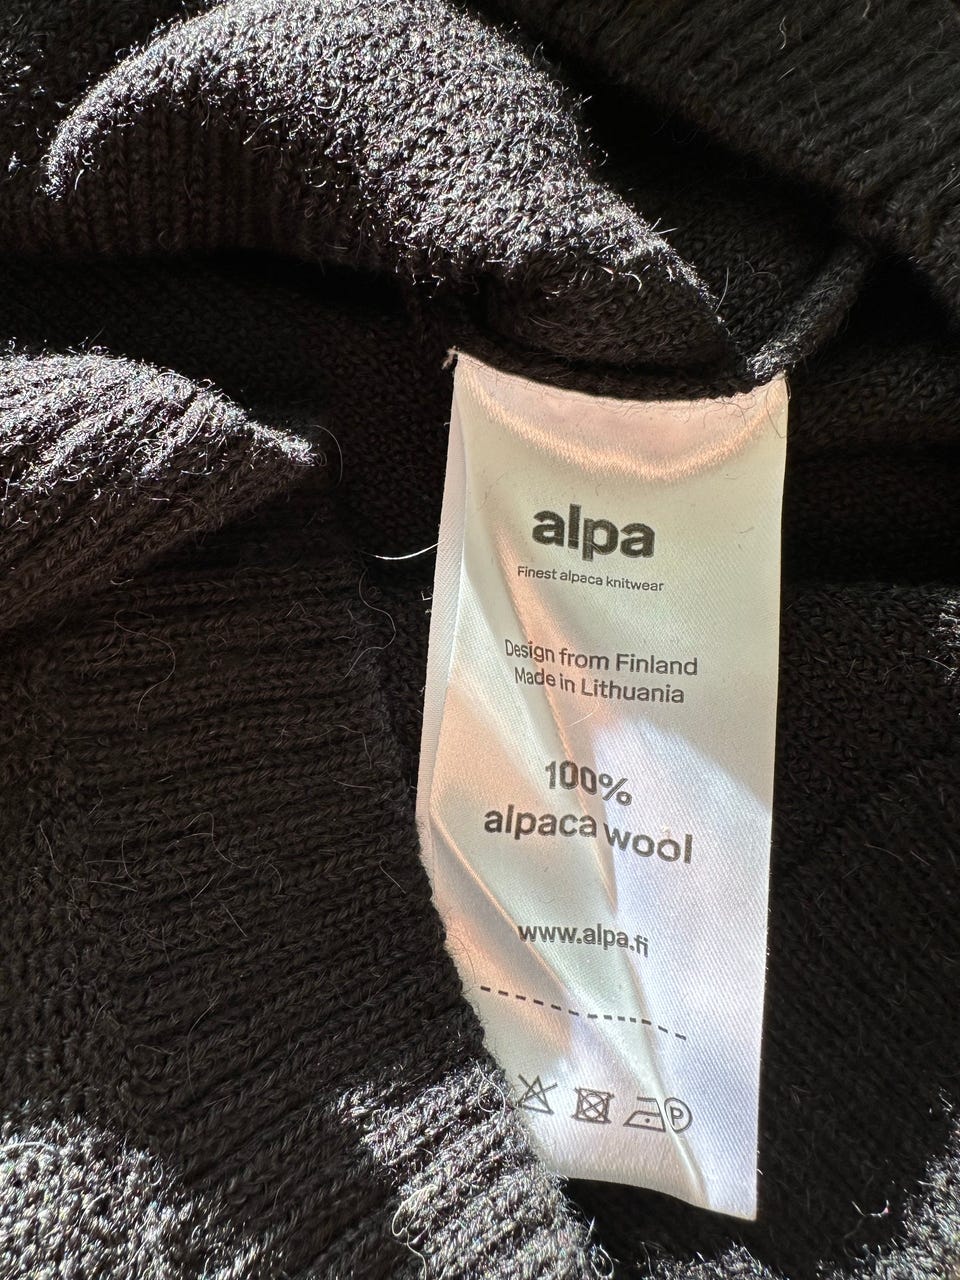 alpa
Finest alpaca knitwear
Design from Finland
Made in Lithuania
100%
alpaca wool
www.alpa.fi
P